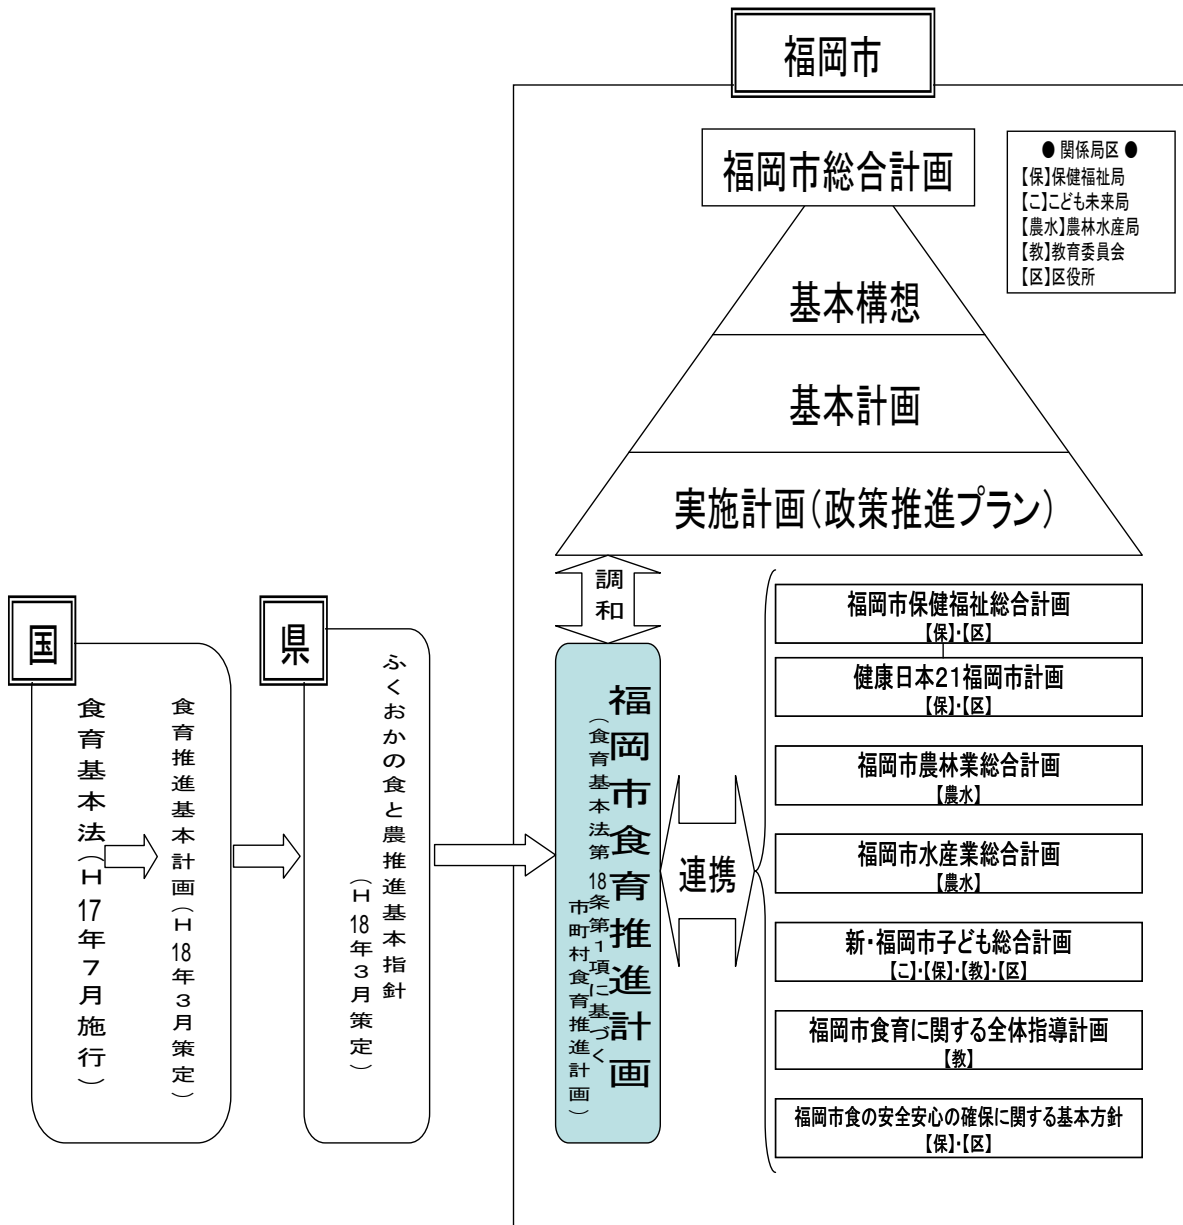 福岡市
福岡市総合計画
● 関係局区 ●
【保】保健福祉局
【こ】こども未来局
【農水】農林水産局
【教】教育委員会
【区】区役所
基本構想
基本計画
実施計画(政策推進プラン)
調和
国
食育基本法(H17年7月施行)
食育推進基本計画(H18年3月策定)
県
ふくおかの食と農推進基本指針
(H18年3月策定)
福岡市食育推進計画
(食育基本法第18条第1項に基づく
市町村食育推進計画)
連携
福岡市保健福祉総合計画
【保】・【区】
健康日本21福岡市計画
【保】・【区】
福岡市農林業総合計画
【農水】
福岡市水産業総合計画
【農水】
新・福岡市子ども総合計画
【こ】・【保】・【教】・【区】
福岡市食育に関する全体指導計画
【教】
福岡市食の安全安心の確保に関する基本方針
【保】・【区】